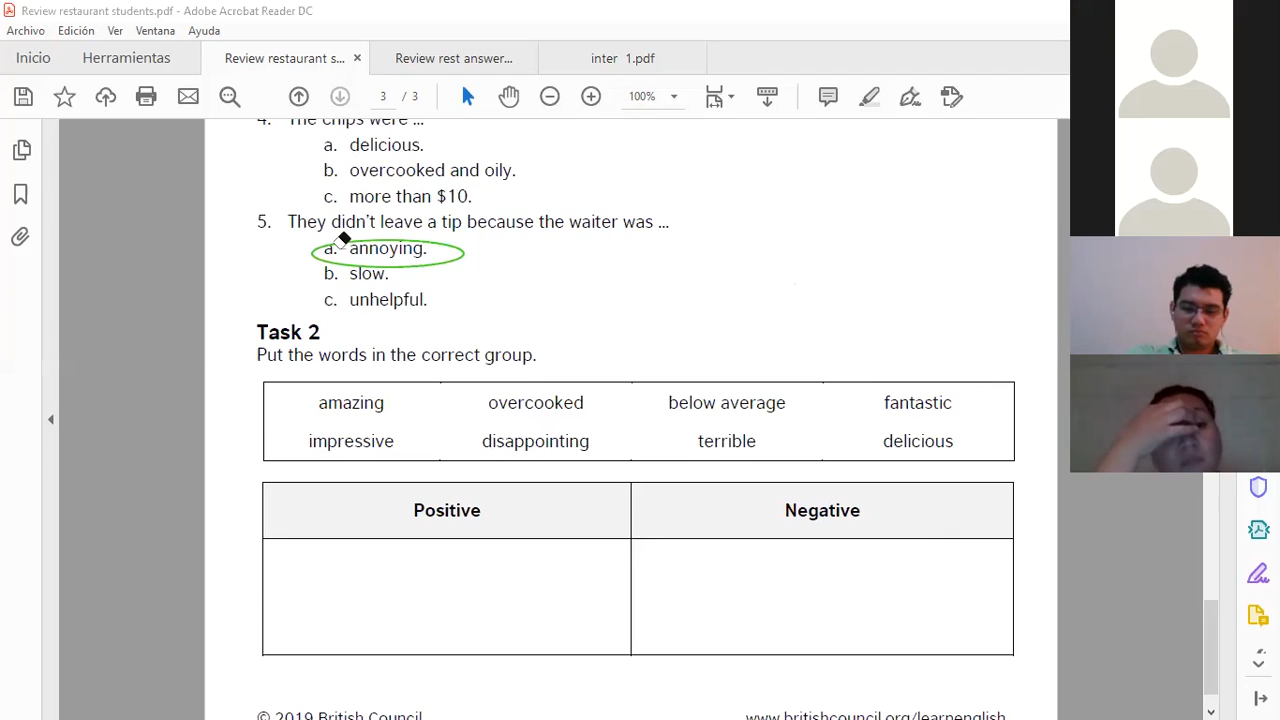 Review restaurant students.pdf - Adobe Acrobat Reader DC
Archivo Edición Ver Ventana Ayuda
Inicio Herramientas Review restaurant s... × Review rest answer... inter 1.pdf
3 / 3 100%
4. The chips were ...
a. delicious.
b. overcooked and oily.
c. more than $10.
5. They didn't leave a tip because the waiter was ...
a. annoying.
b. slow.
c. unhelpful.
Task 2
Put the words in the correct group.
amazing overcooked below average fantastic
impressive disappointing terrible delicious
Positive Negative
© 2019 British Council www.britishcouncil.org/learnenglish